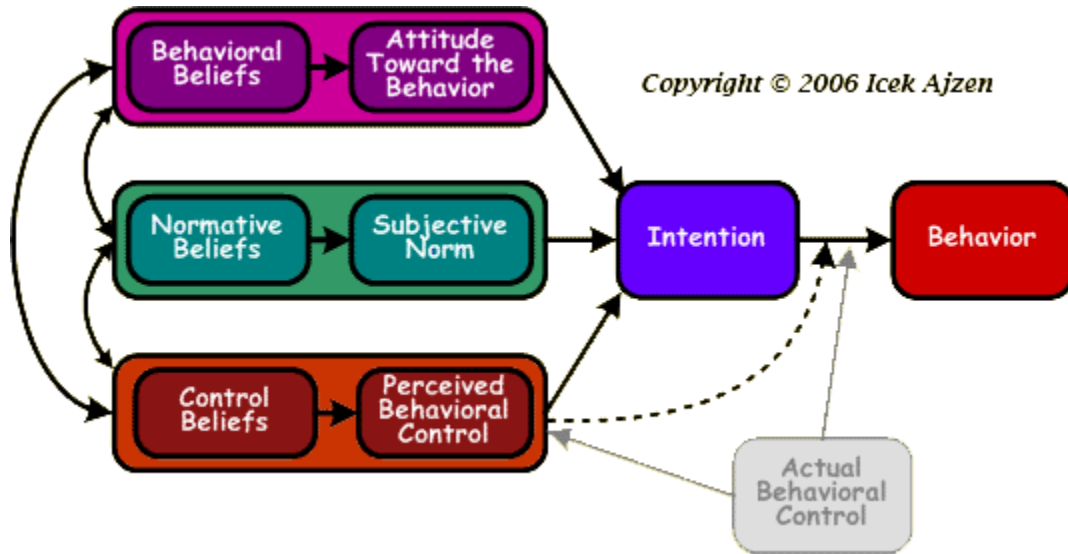 Behavioral
Beliefs
Attitude
Toward the
Behavior
Copyright © 2006 Icek Ajzen
Normative
Beliefs
Subjective
Norm
Intention
Behavior
Control
Beliefs
Perceived
Behavioral
Control
Actual
Behavioral
Control